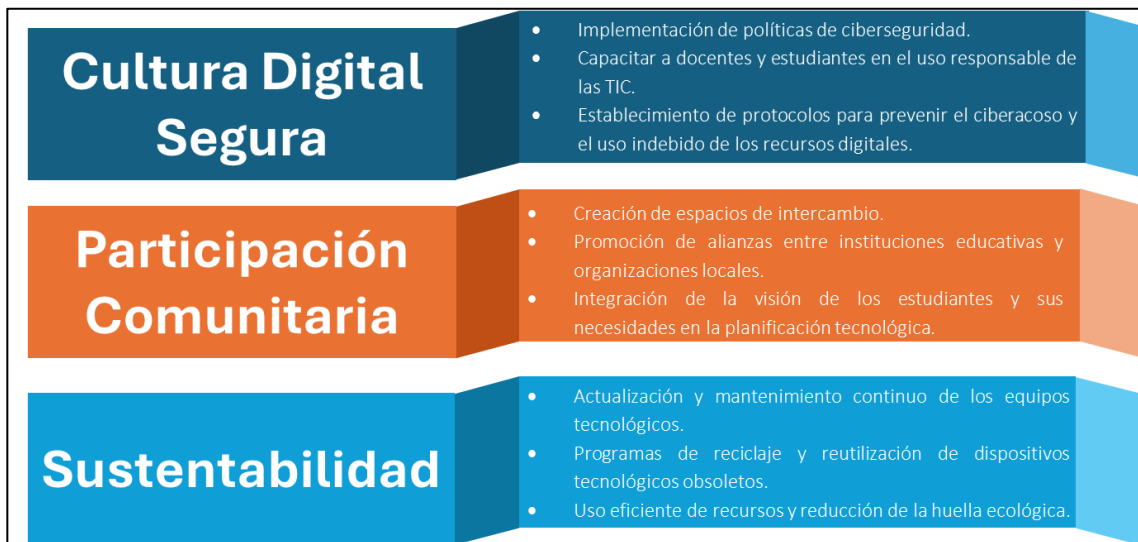 Cultura Digital
Segura
• Implementación de políticas de ciberseguridad.
• Capacitar a docentes y estudiantes en el uso responsable de
las TIC.
• Establecimiento de protocolos para prevenir el ciberacoso y
el uso indebido de los recursos digitales.
Participación
Comunitaria
• Creación de espacios de intercambio.
• Promoción de alianzas entre instituciones educativas y
organizaciones locales.
• Integración de la visión de los estudiantes y sus
necesidades en la planificación tecnológica.
Sustentabilidad
• Actualización y mantenimiento continuo de los equipos
tecnológicos.
• Programas de reciclaje y reutilización de dispositivos
tecnológicos obsoletos.
• Uso eficiente de recursos y reducción de la huella ecológica.